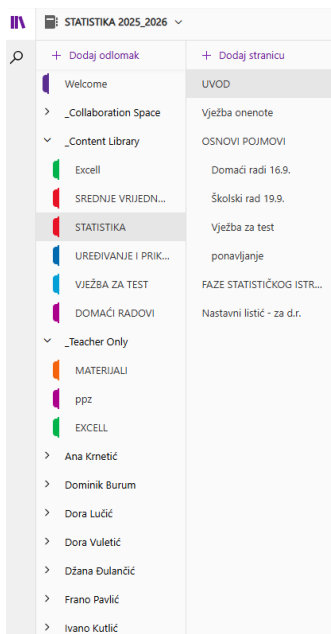 STATISTIKA 2025_2026
+ Dodaj odlomak
Welcome
_Collaboration Space
_Content Library
Excell
SREDNJE VRIJEDN...
STATISTIKA
UREĐIVANJE I PRIK...
VJEŽBA ZA TEST
DOMAĆI RADOVI
_Teacher Only
MATERIJALI
ppz
EXCELL
Ana Krnetić
Dominik Burum
Dora Lučić
Dora Vuletić
Džana Đulančić
Frano Pavlić
Ivano Kutlić
+ Dodaj stranicu
UVOD
Vježba onenote
OSNOVI POJMOVI
Domaći radi 16.9.
Školski rad 19.9.
Vježba za test
ponavljanje
FAZE STATISTIČKOG ISTR...
Nastavni listić - za d.r.